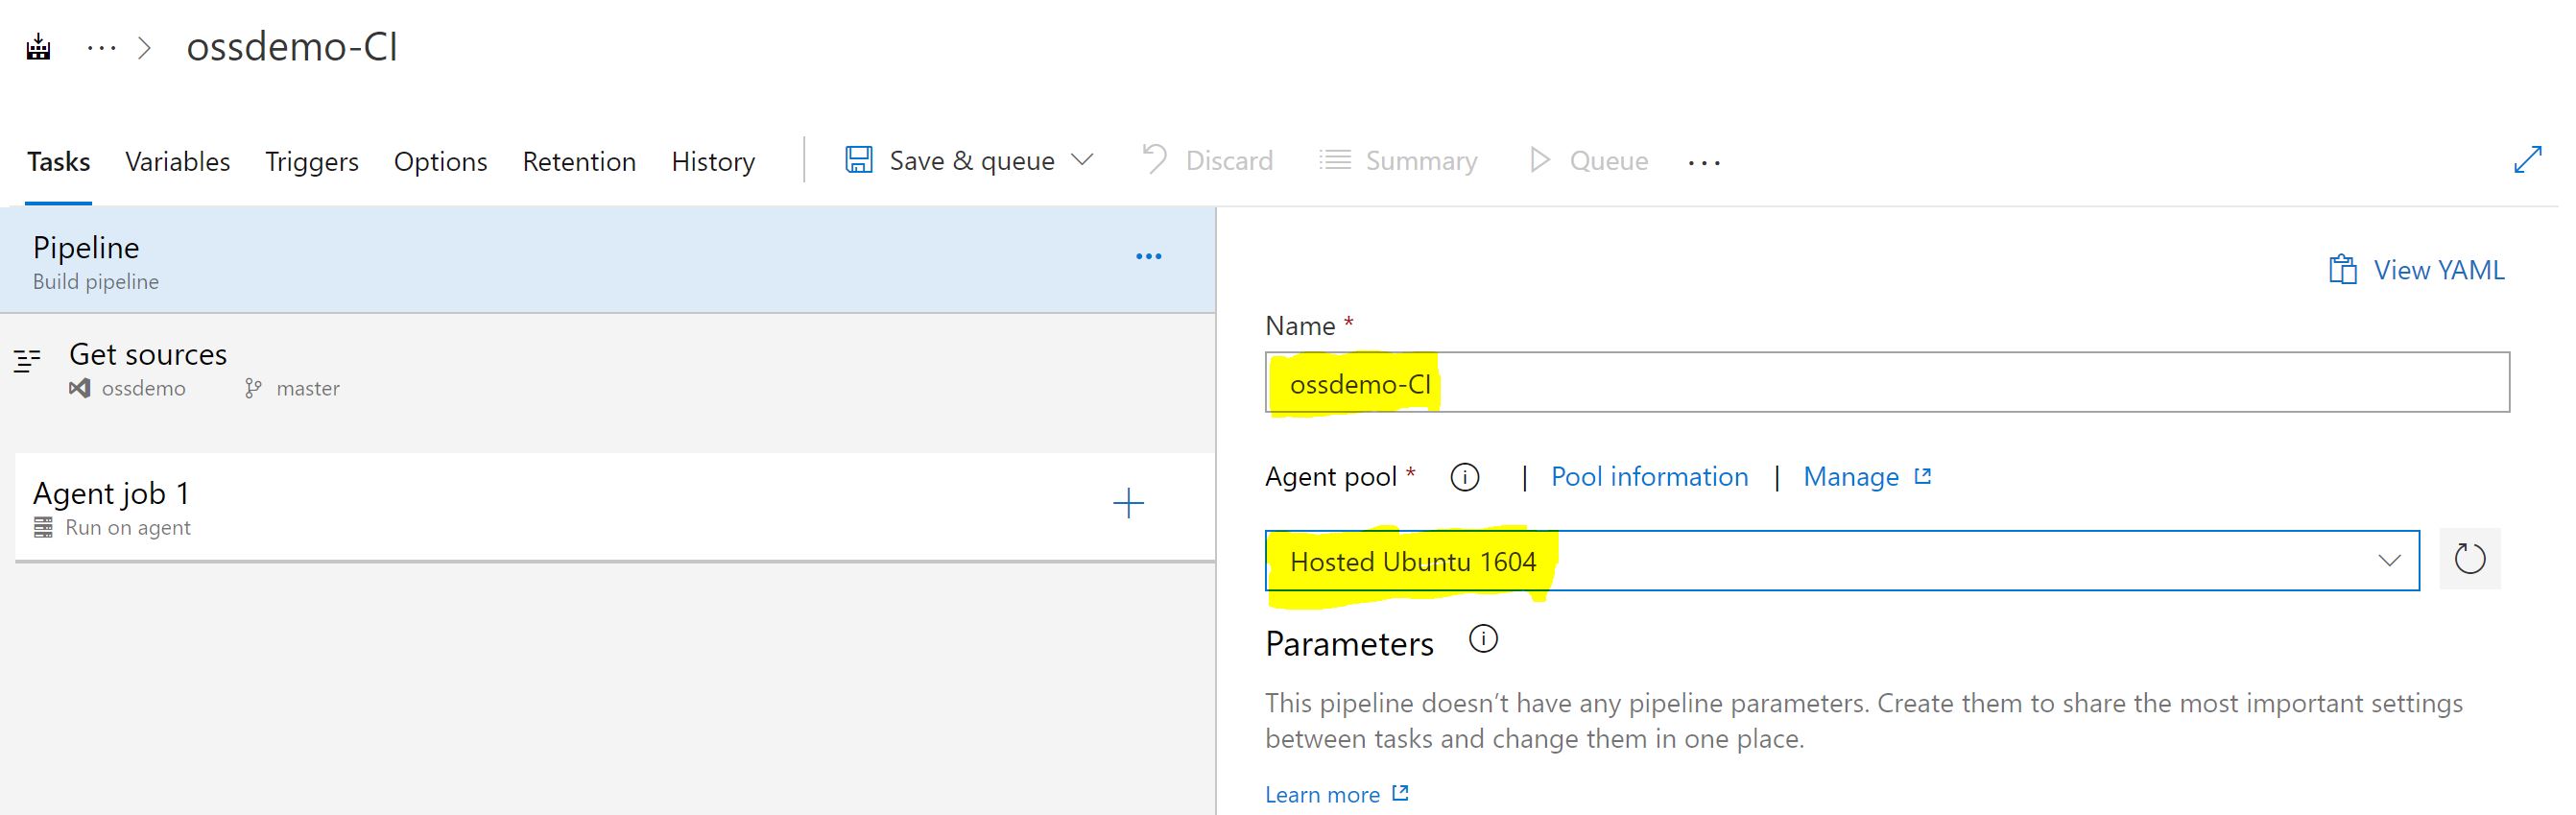 ossdemo-CI
Tasks Variables Triggers Options Retention History Save & queue Discard Summary Queue
Pipeline
Build pipeline
Get sources
ossdemo master
Agent job 1
Run on agent
View YAML
Name *
ossdemo-CI
Agent pool * | Pool information | Manage
Hosted Ubuntu 1604
Parameters
This pipeline doesn't have any pipeline parameters. Create them to share the most important settings
between tasks and change them in one place.
Learn more